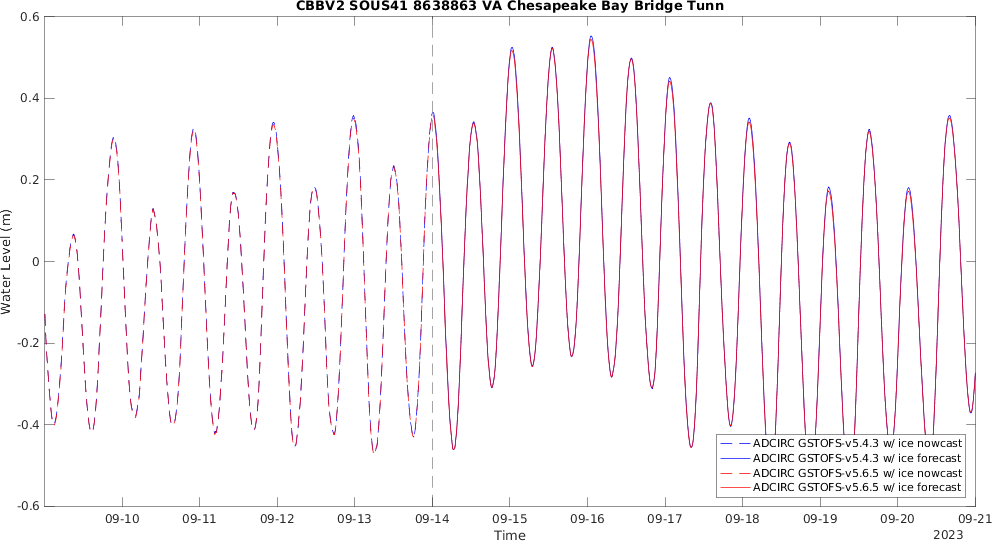 CBBV2 SOUS41 8638863 VA Chesapeake Bay Bridge Tunn
0.6
0.4
0.2
0
-0.2
-0.4
-0.6
Water Level (m)
ADCIRC GSTOFS-v5.4.3 w/ ice nowcast
ADCIRC GSTOFS-v5.4.3 w/ ice forecast
ADCIRC GSTOFS-v5.6.5 w/ ice nowcast
ADCIRC GSTOFS-v5.6.5 w/ ice forecast
09-10 09-11 09-12 09-13 09-14 09-15 09-16 09-17 09-18 09-19 09-20 09-21
Time
2023